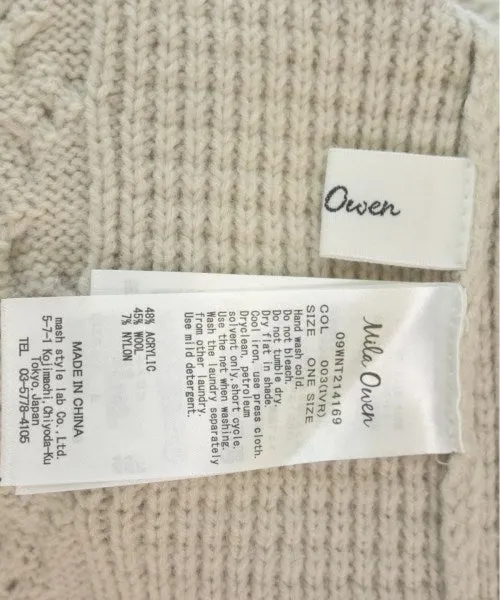 Owen
Mila Owen
09WNT214169
COL 003(IVR)
SIZE ONE SIZE
Hand wash cold.
Do not bleach.
Do not tumble dry.
Dry flat in shade.
Cool iron, use press cloth.
Dryclean, petroleum
solvent only, short cycle.
Use the net when washing.
Wash the laundry separately
from other laundry.
Use mild detergent.
48% ACRYLIC
45% WOOL
7% NYLON
MADE IN CHINA
mash style lab Co.,Ltd.
5-7-1 Kojimachi,Chiyoda-Ku
Tokyo,Japan
TEL 03-5778-4105